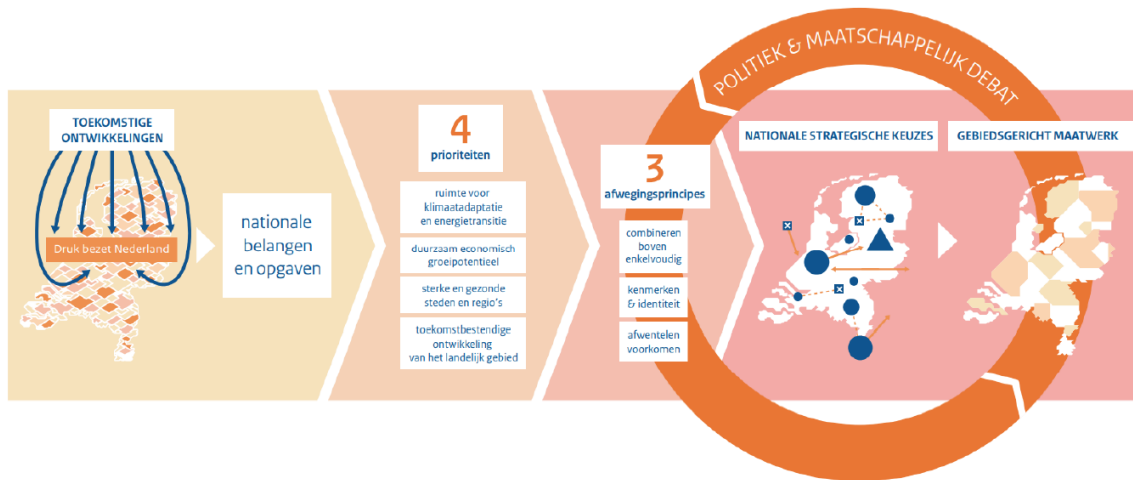 POLITIEK & MAATSCHAPPELIJK DEBAT
TOEKOMSTIGE
ONTWIKKELINGEN
Druk bezet Nederland
nationale
belangen
en opgaven
4
prioriteiten
ruimte voor
klimaatadaptatie
en energietransitie
duurzaam economisch
groeipotentieel
sterke en gezonde
steden en regio's
toekomstbestendige
ontwikkeling
van het landelijk gebied
3
afwegingsprincipes
combineren
boven
enkelvoudig
kenmerken
& identiteit
afwentelen
voorkomen
NATIONALE STRATEGISCHE KEUZES
GEBIEDSGERICHT MAATWERK